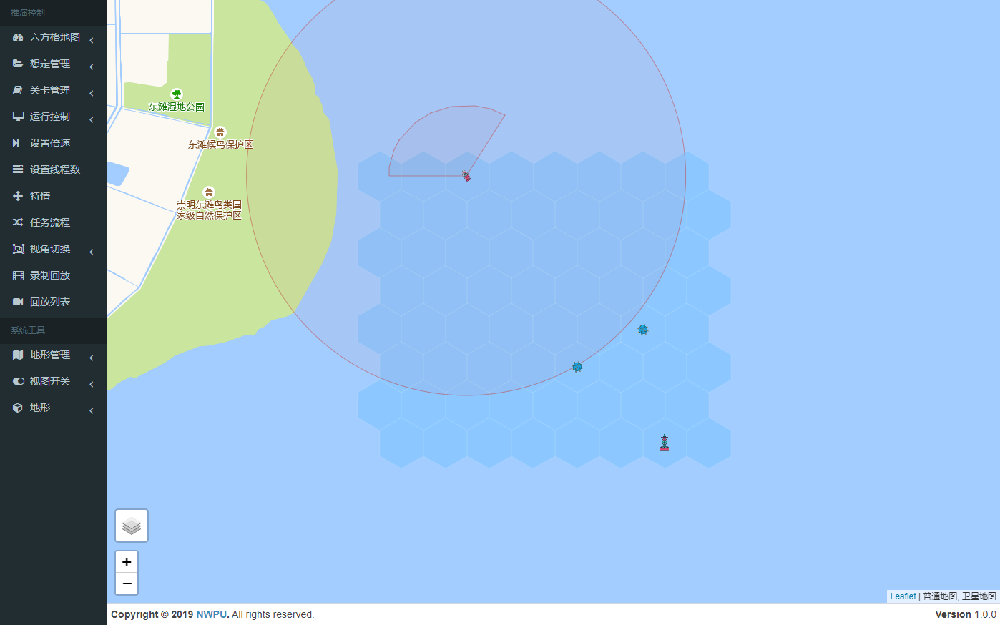 推演控制
六方格地图
想定管理
关卡管理
运行控制
设置倍速
设置线程数
特情
任务流程
视角切换
录制回放
回放列表
系统工具
地形管理
视图开关
地形
东滩湿地公园
东滩候鸟保护区
崇明东滩鸟类国
家级自然保护区
+
−
Leaflet | 普通地图, 卫星地图
Copyright © 2019 NWPU. All rights reserved.
Version 1.0.0